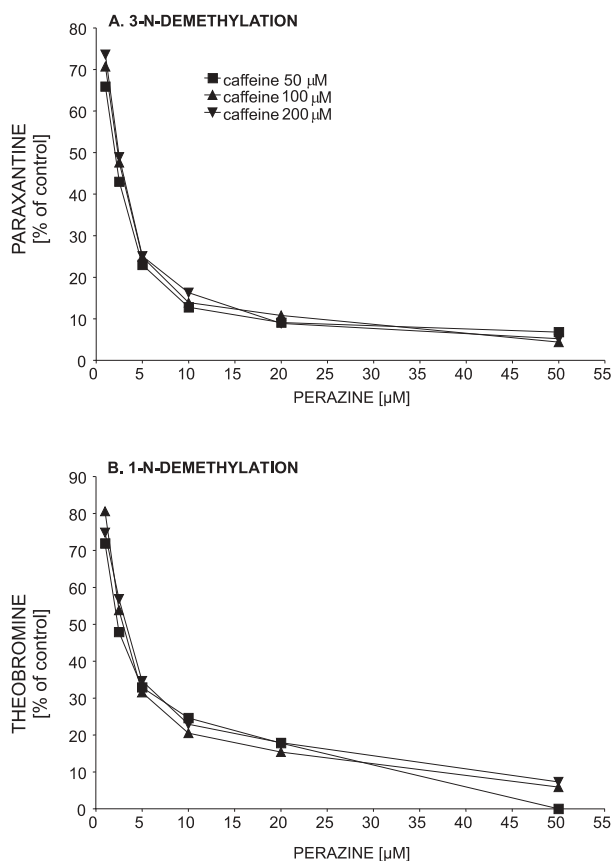 A. 3-N-DEMETHYLATION
80
70
60
50
40
30
20
10
0
PARAXANTINE
[% of control]
caffeine 50 µM
caffeine 100 µM
caffeine 200 µM
0 5 10 15 20 25 30 35 40 45 50 55
PERAZINE [µM]
B. 1-N-DEMETHYLATION
90
80
70
60
50
40
30
20
10
0
THEOBROMINE
[% of control]
0 5 10 15 20 25 30 35 40 45 50 55
PERAZINE [µM]